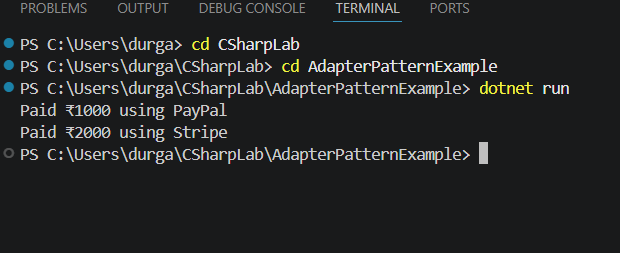 PROBLEMS OUTPUT DEBUG CONSOLE TERMINAL PORTS
PS C:\Users\durga> cd CSharpLab
PS C:\Users\durga\CSharpLab> cd AdapterPatternExample
PS C:\Users\durga\CSharpLab\AdapterPatternExample> dotnet run
Paid ₹1000 using PayPal
Paid ₹2000 using Stripe
PS C:\Users\durga\CSharpLab\AdapterPatternExample>